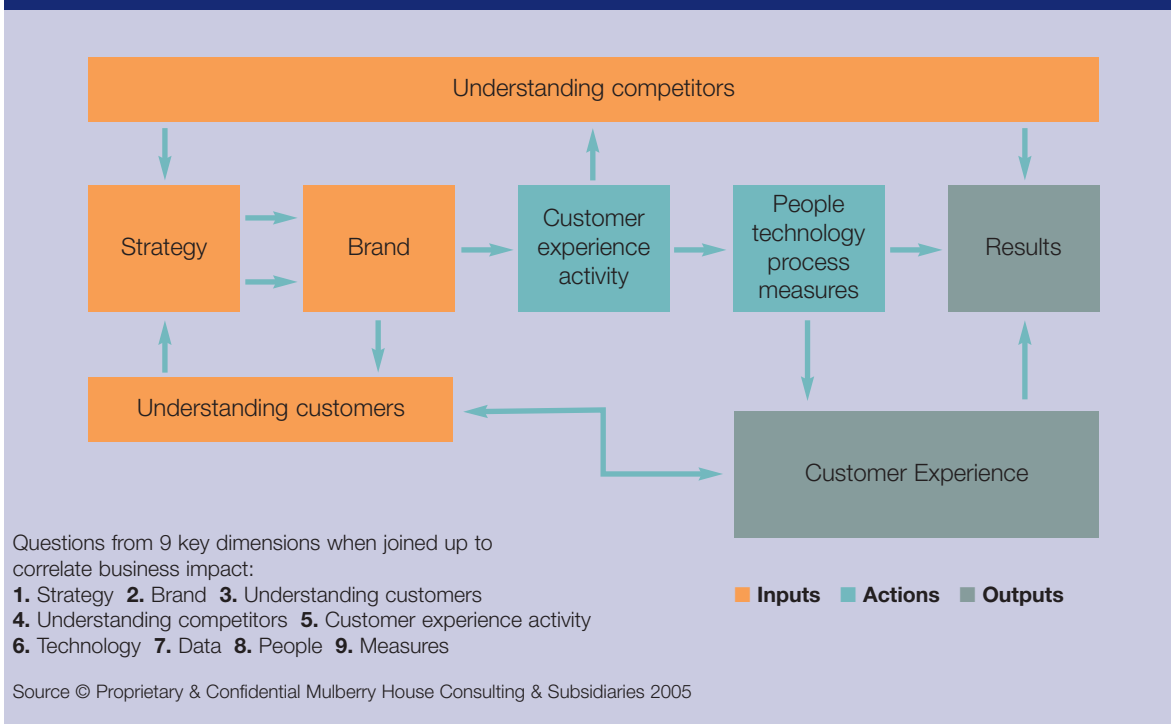 Understanding competitors
Strategy
Brand
Customer
experience
activity
People
technology
process
measures
Results
Understanding customers
Customer Experience
Questions from 9 key dimensions when joined up to
correlate business impact:
1. Strategy 2. Brand 3. Understanding customers
4. Understanding competitors 5. Customer experience activity
6. Technology 7. Data 8. People 9. Measures
Inputs Actions Outputs
Source © Proprietary & Confidential Mulberry House Consulting & Subsidiaries 2005